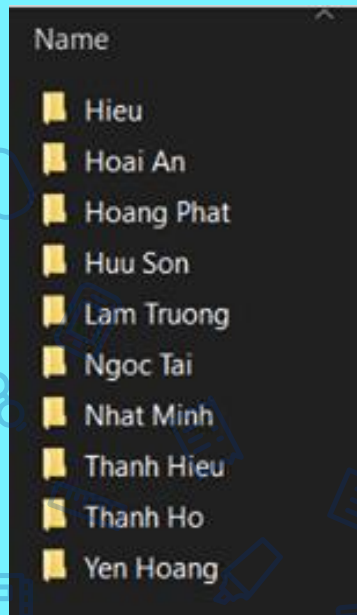 Name
Hieu
Hoai An
Hoang Phat
Huu Son
Lam Truong
Ngoc Tai
Nhat Minh
Thanh Hieu
Thanh Ho
Yen Hoang